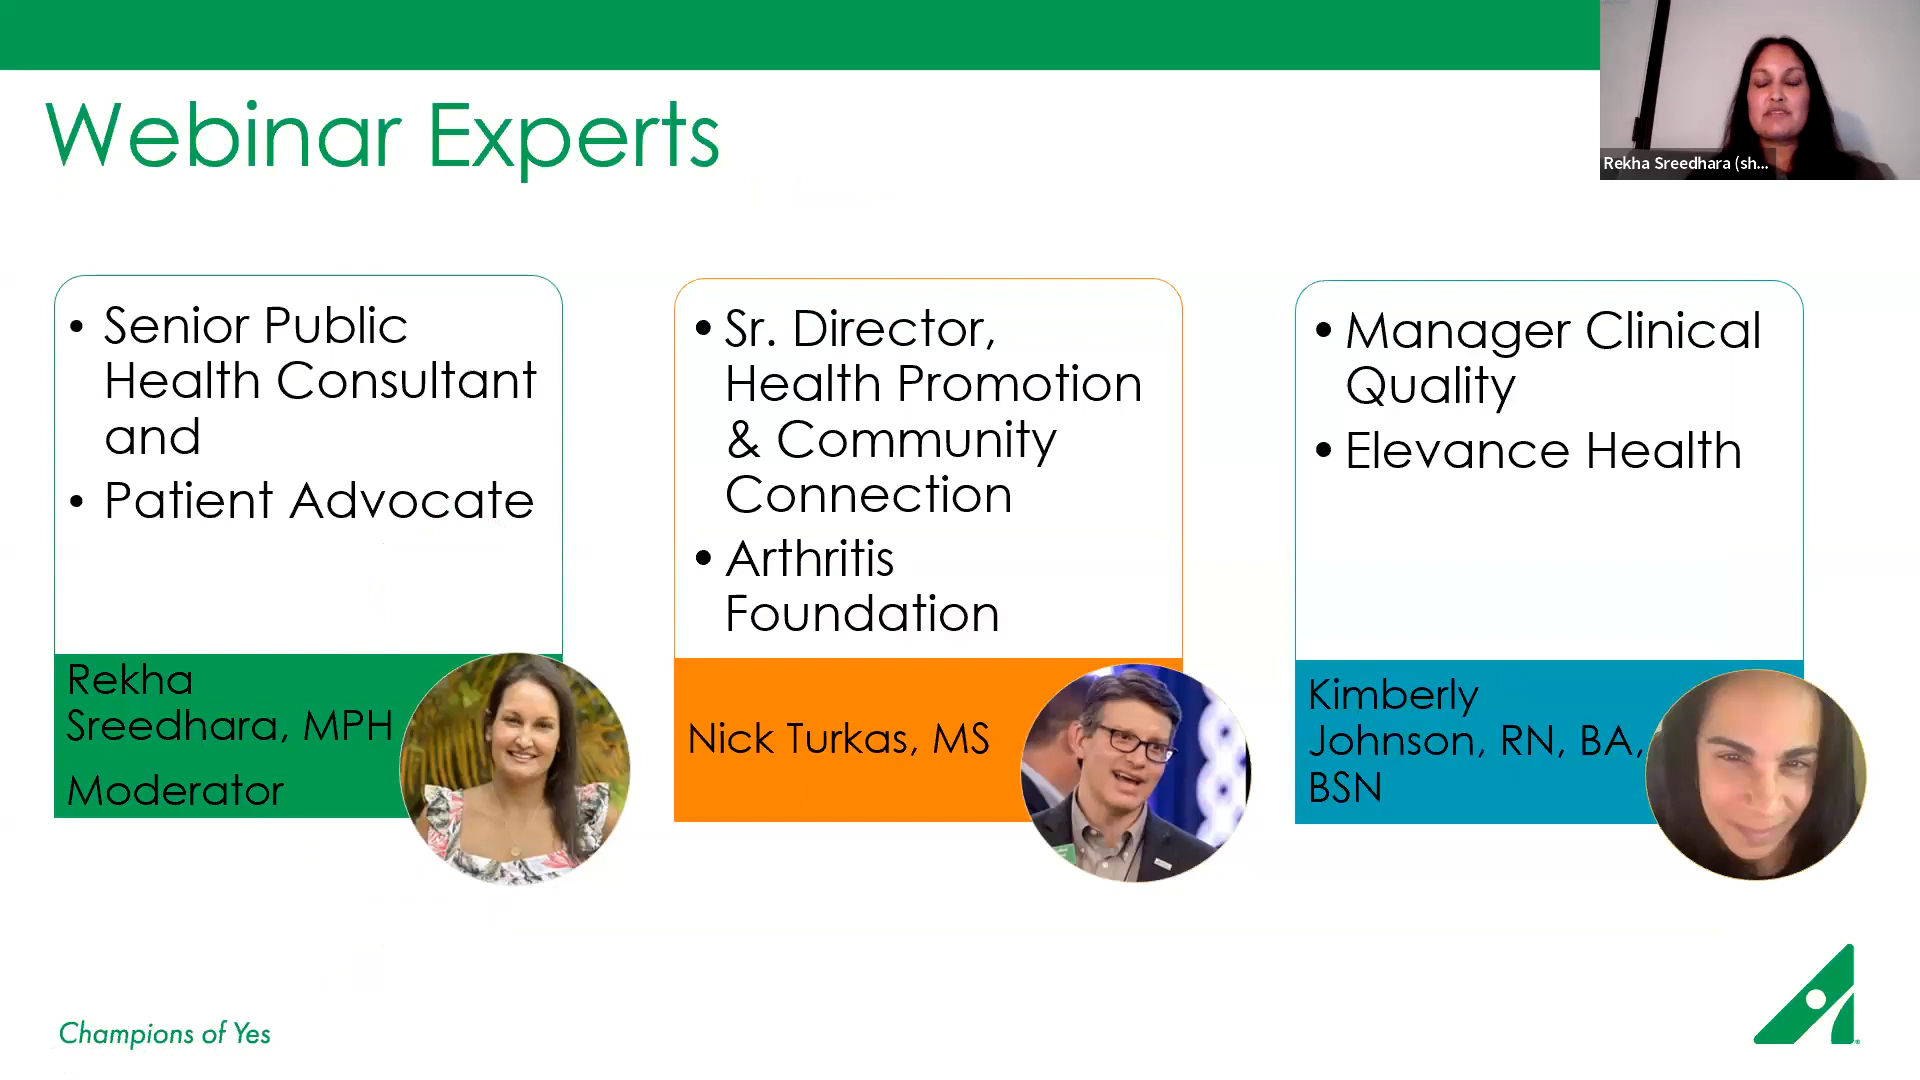 Webinar Experts
Rekha Sreedhara (sh...
• Senior Public
Health Consultant
and
• Patient Advocate
Rekha
Sreedhara, MPH
Moderator
• Sr. Director,
Health Promotion
& Community
Connection
• Arthritis
Foundation
Nick Turkas, MS
• Manager Clinical
Quality
• Elevance Health
Kimberly
Johnson, RN, BA,
BSN
Champions of Yes